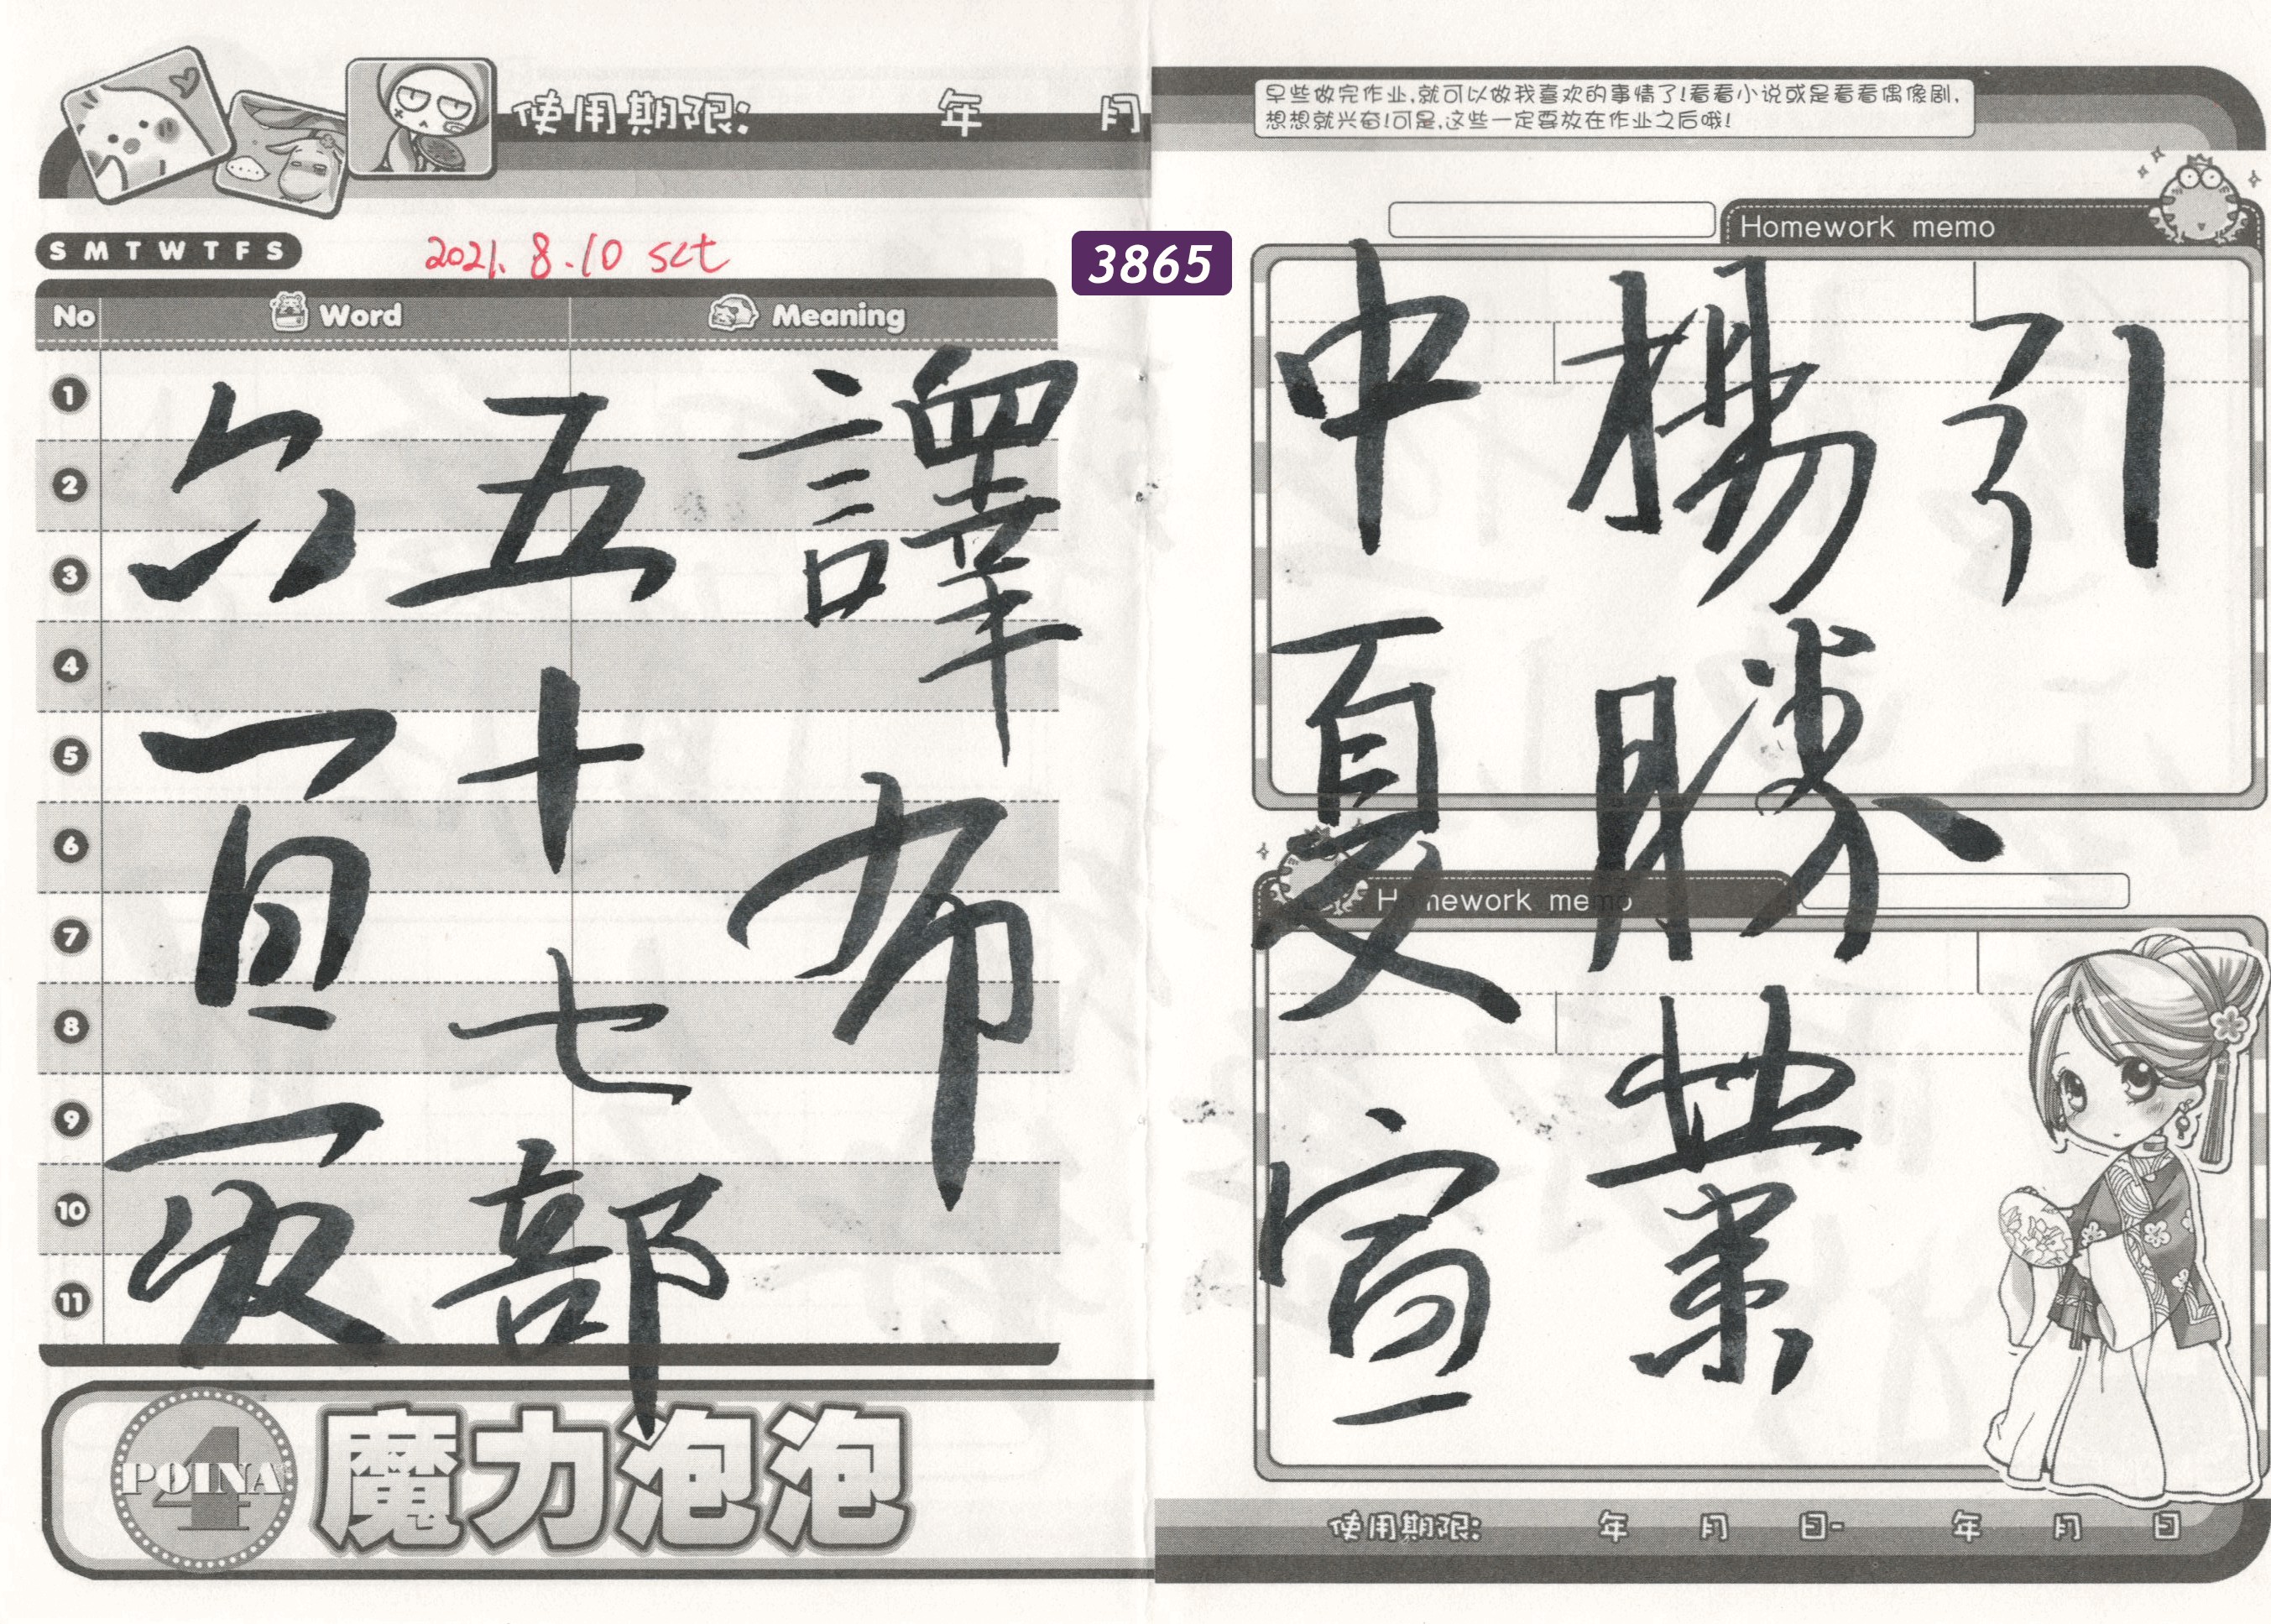 使用期限: 年 月
2021. 8.10 sct
S M T W T F S
No Word Meaning
1
2
3
4
5
6
7
8
9
10
11
六百
五十七部
譯布
POINA 4 魔力泡泡
3865
早些做完作业,就可以做我喜欢的事情了!看看小说或是看看偶像剧,
想想就兴奋!可是,这些一定要放在作业之后哦!
Homework memo
中夏宣
楊勝業
引
Homework memo
使用期限: 年 月 日- 年 月 日